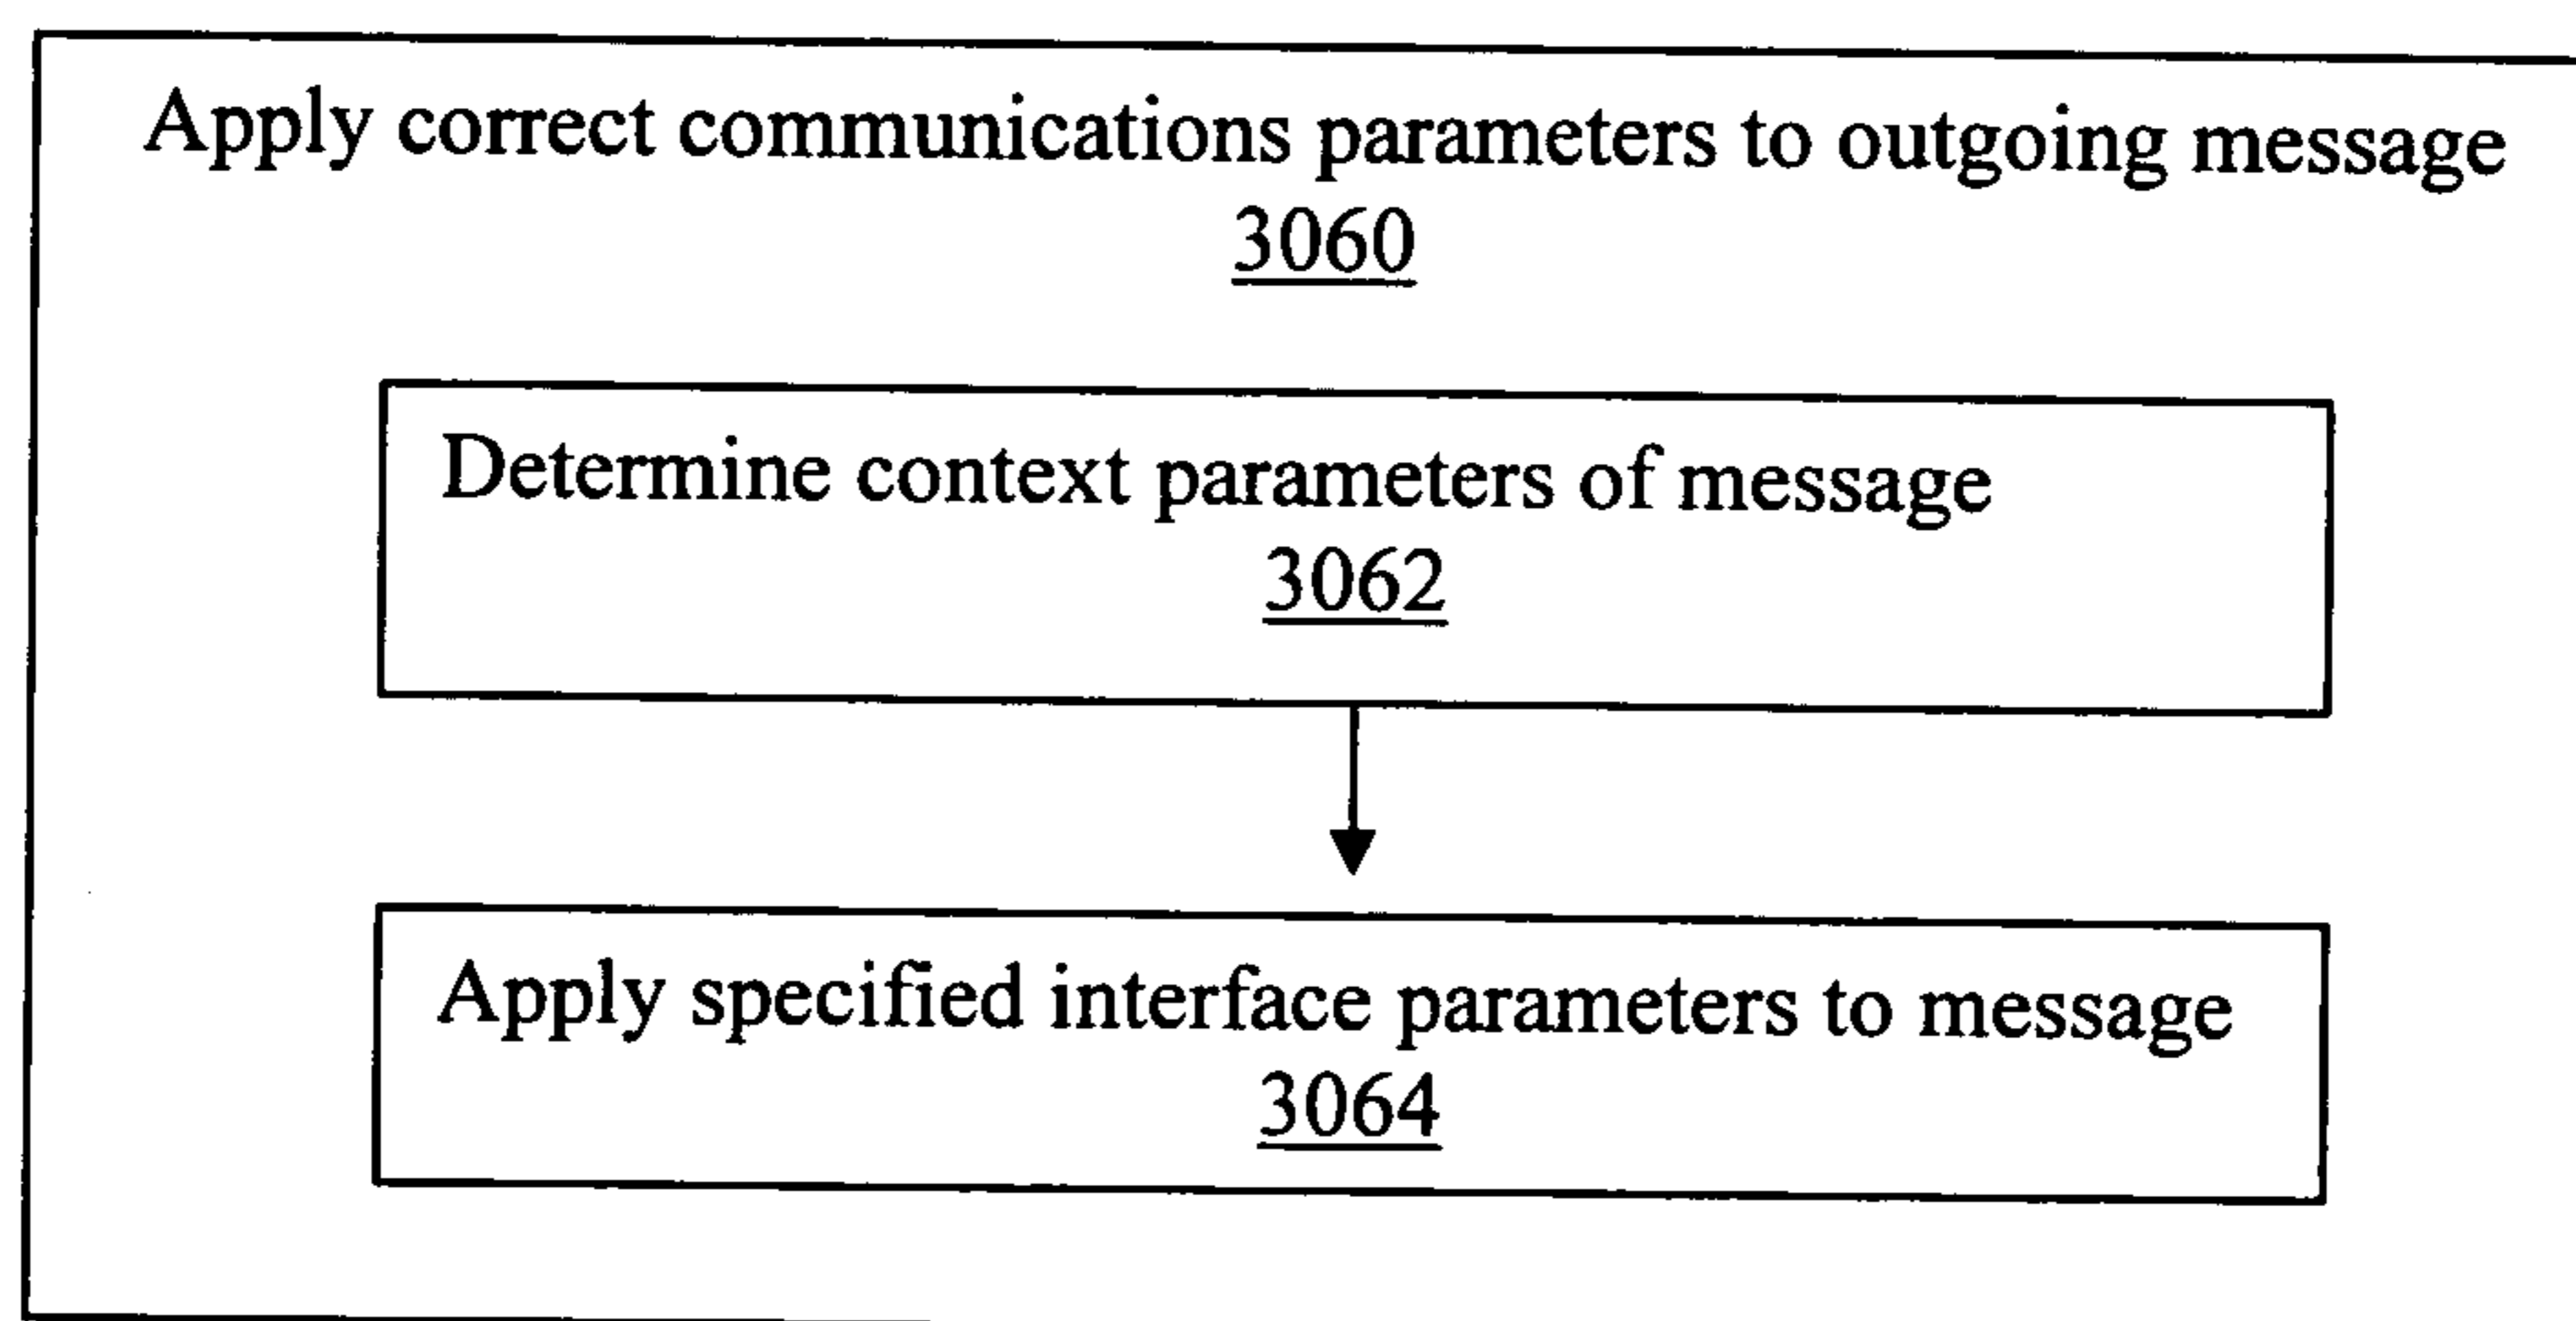 Apply correct communications parameters to outgoing message
3060
Determine context parameters of message
3062
Apply specified interface parameters to message
3064